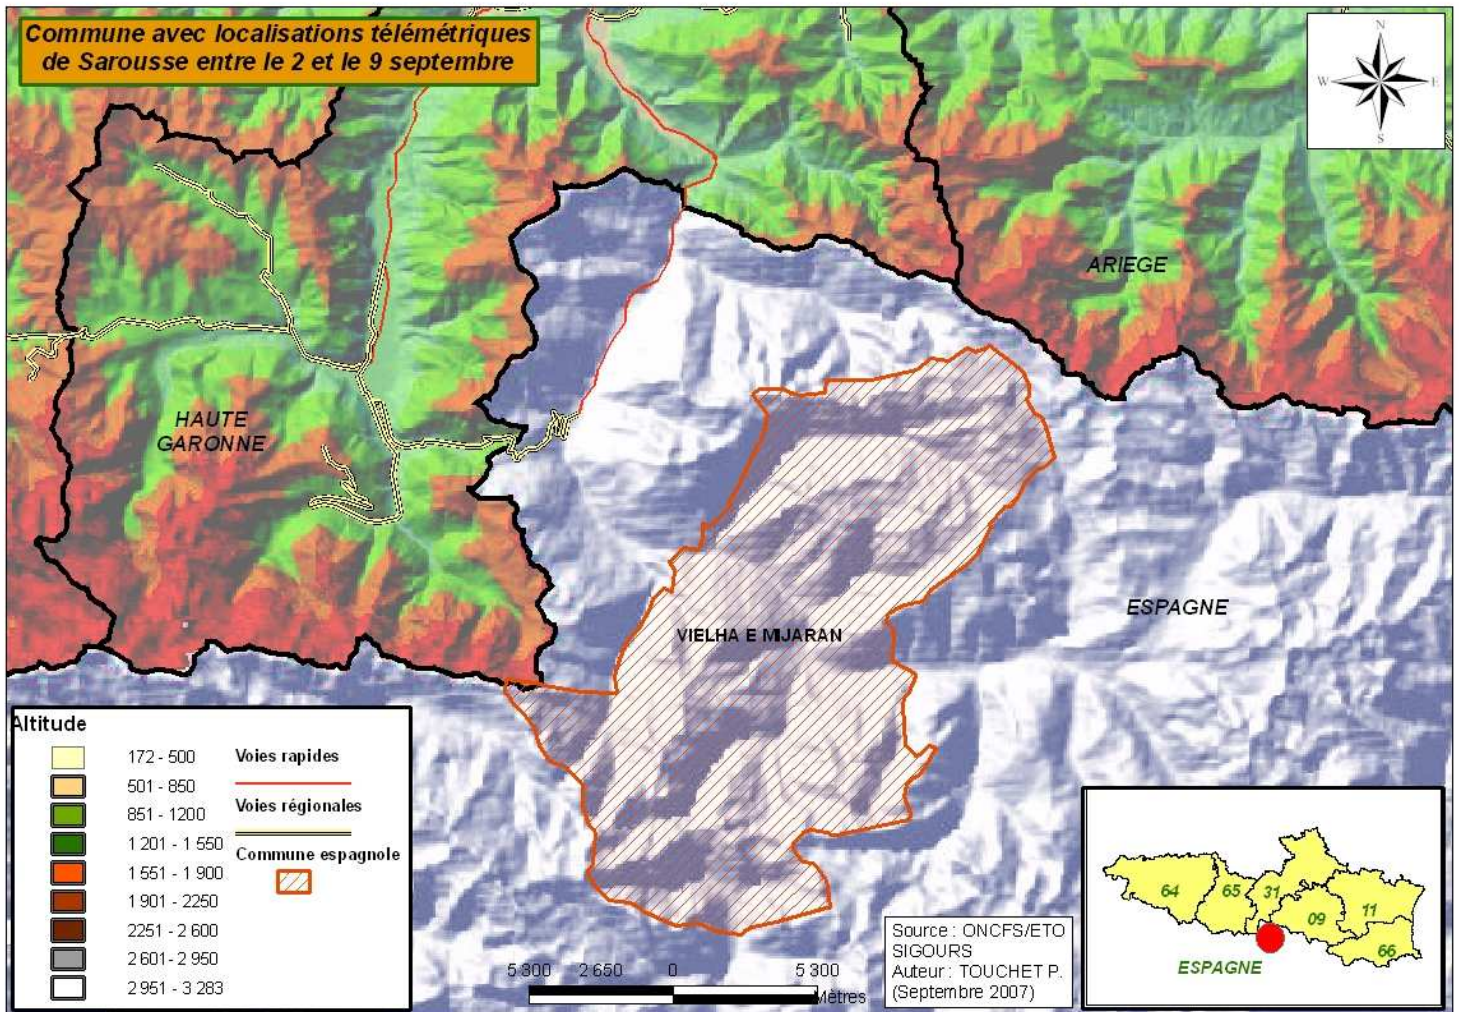 Commune avec localisations télémétriques
de Sarousse entre le 2 et le 9 septembre
N
W
E
S
ARIEGE
HAUTE
GARONNE
ESPAGNE
VIELHA E MIJARAN
Altitude
172 - 500
501 - 850
851 - 1200
1 201 - 1 550
1 551 - 1 900
1 901 - 2250
2251 - 2 600
2 601 - 2 950
2 951 - 3 283
Voies rapides
Voies régionales
Commune espagnole
5 300 2 650 0 5 300
Mètres
Source : ONCFS/ETO
SIGOURS
Auteur : TOUCHET P.
(Septembre 2007)
64
65
31
09
11
66
ESPAGNE